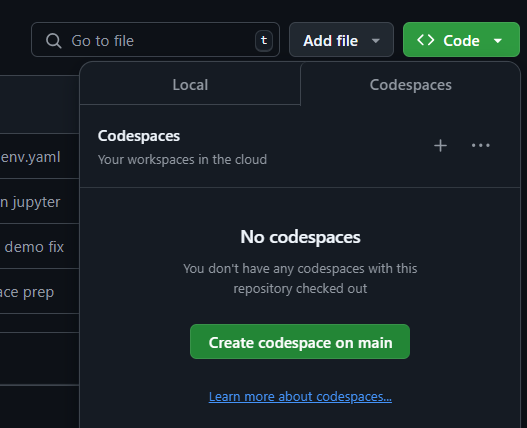 Go to file
t
Add file
<> Code
Local
Codespaces
Codespaces
Your workspaces in the cloud
env.yaml
n jupyter
demo fix
ace prep
No codespaces
You don't have any codespaces with this
repository checked out
Create codespace on main
Learn more about codespaces...